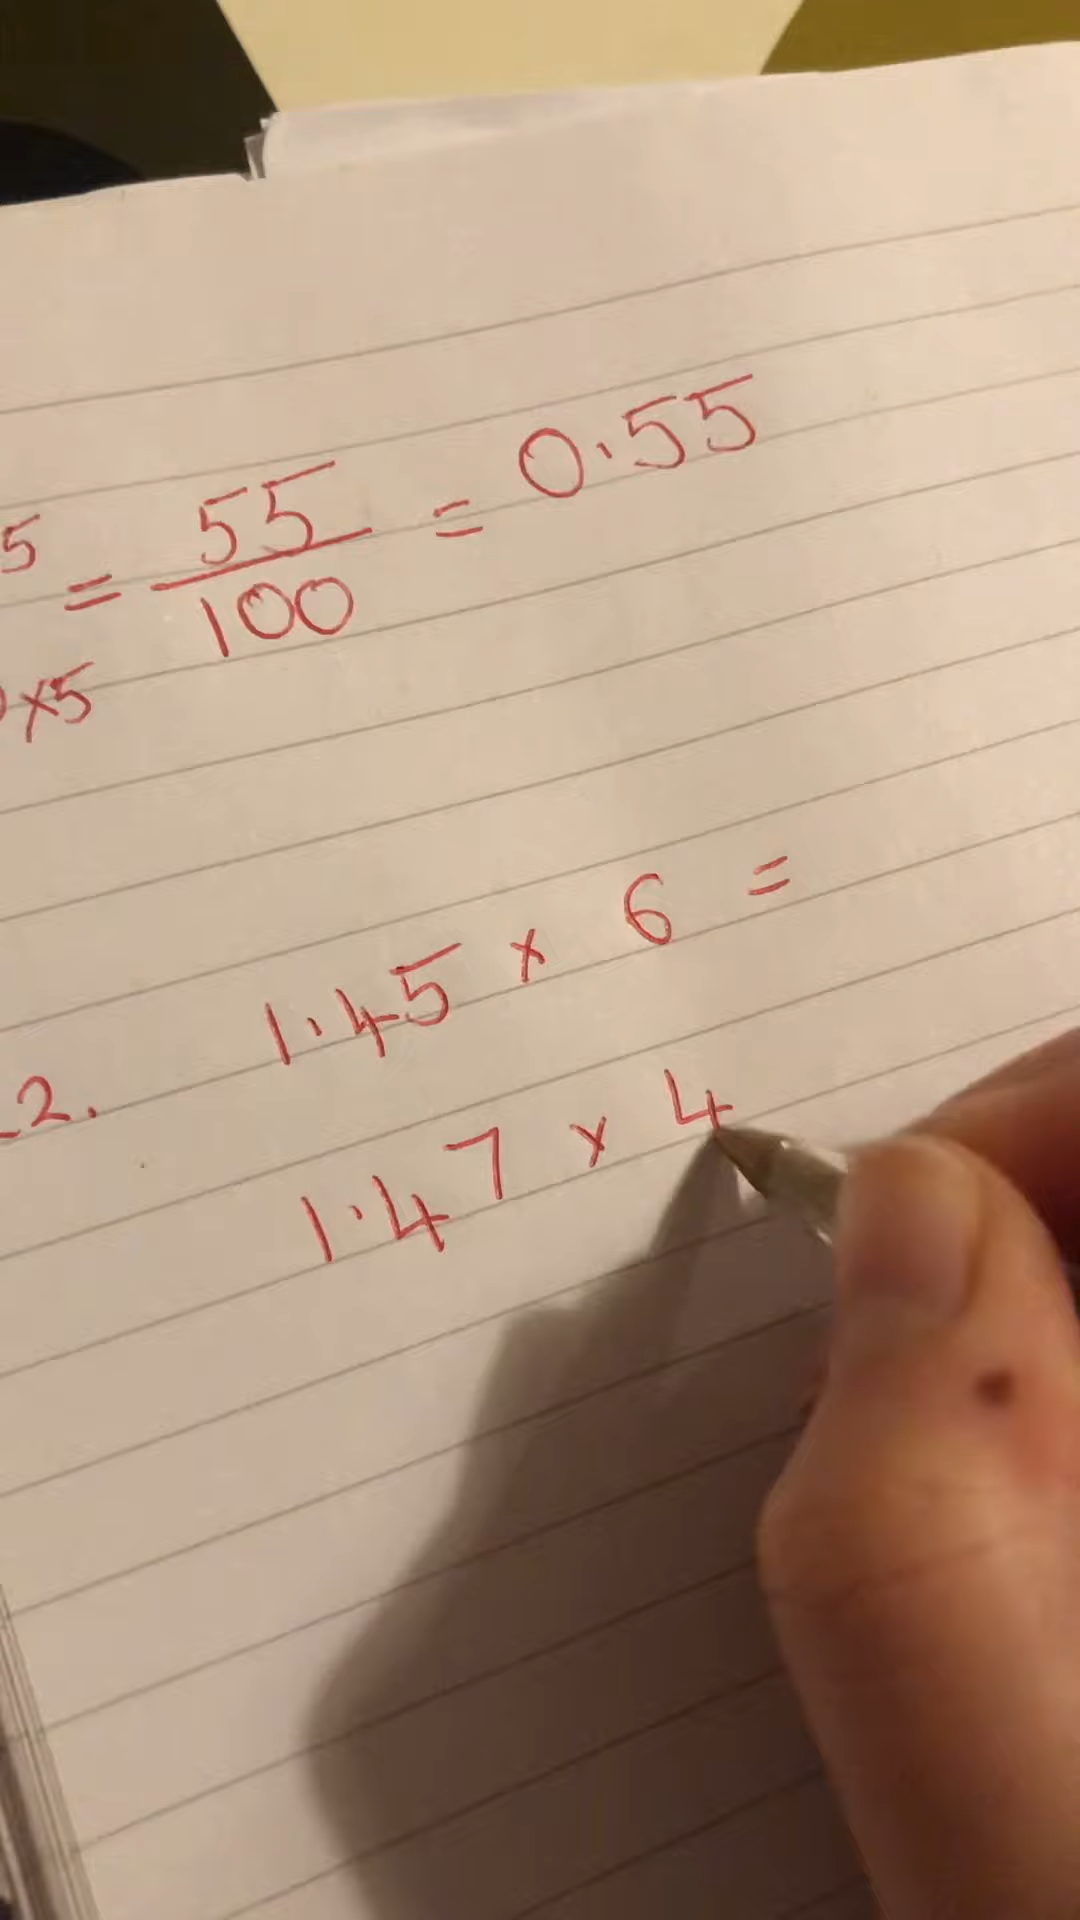 5 = 55/100 = 0.55
×5
2. 1.45 × 6 =
1.47 × 4